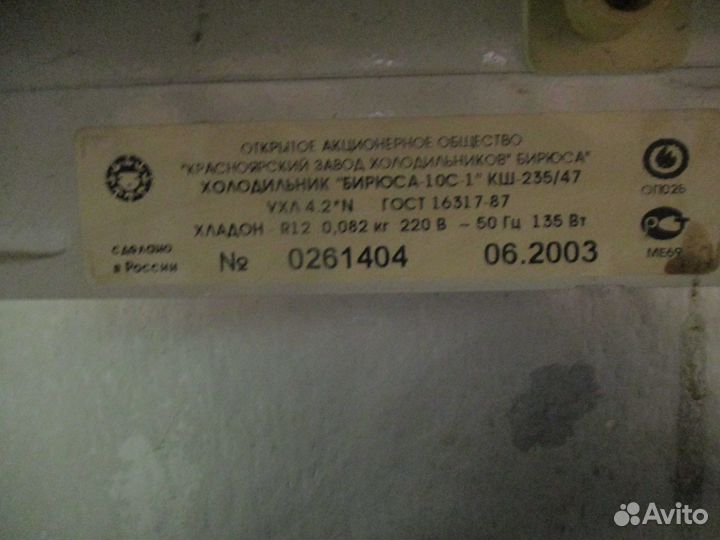 ОТКРЫТОЕ АКЦИОНЕРНОЕ ОБЩЕСТВО
"КРАСНОЯРСКИЙ ЗАВОД ХОЛОДИЛЬНИКОВ" БИРЮСА"
ХОЛОДИЛЬНИК "БИРЮСА-10С-1" КШ-235/47
УХЛ 4.2*N ГОСТ 16317-87
ХЛАДОН - R12 0,082 кг 220 В ~ 50 Гц 135 Вт
сделано
в России
№ 0261404 06.2003
ОП026
РСТ
МЕ69
Avito